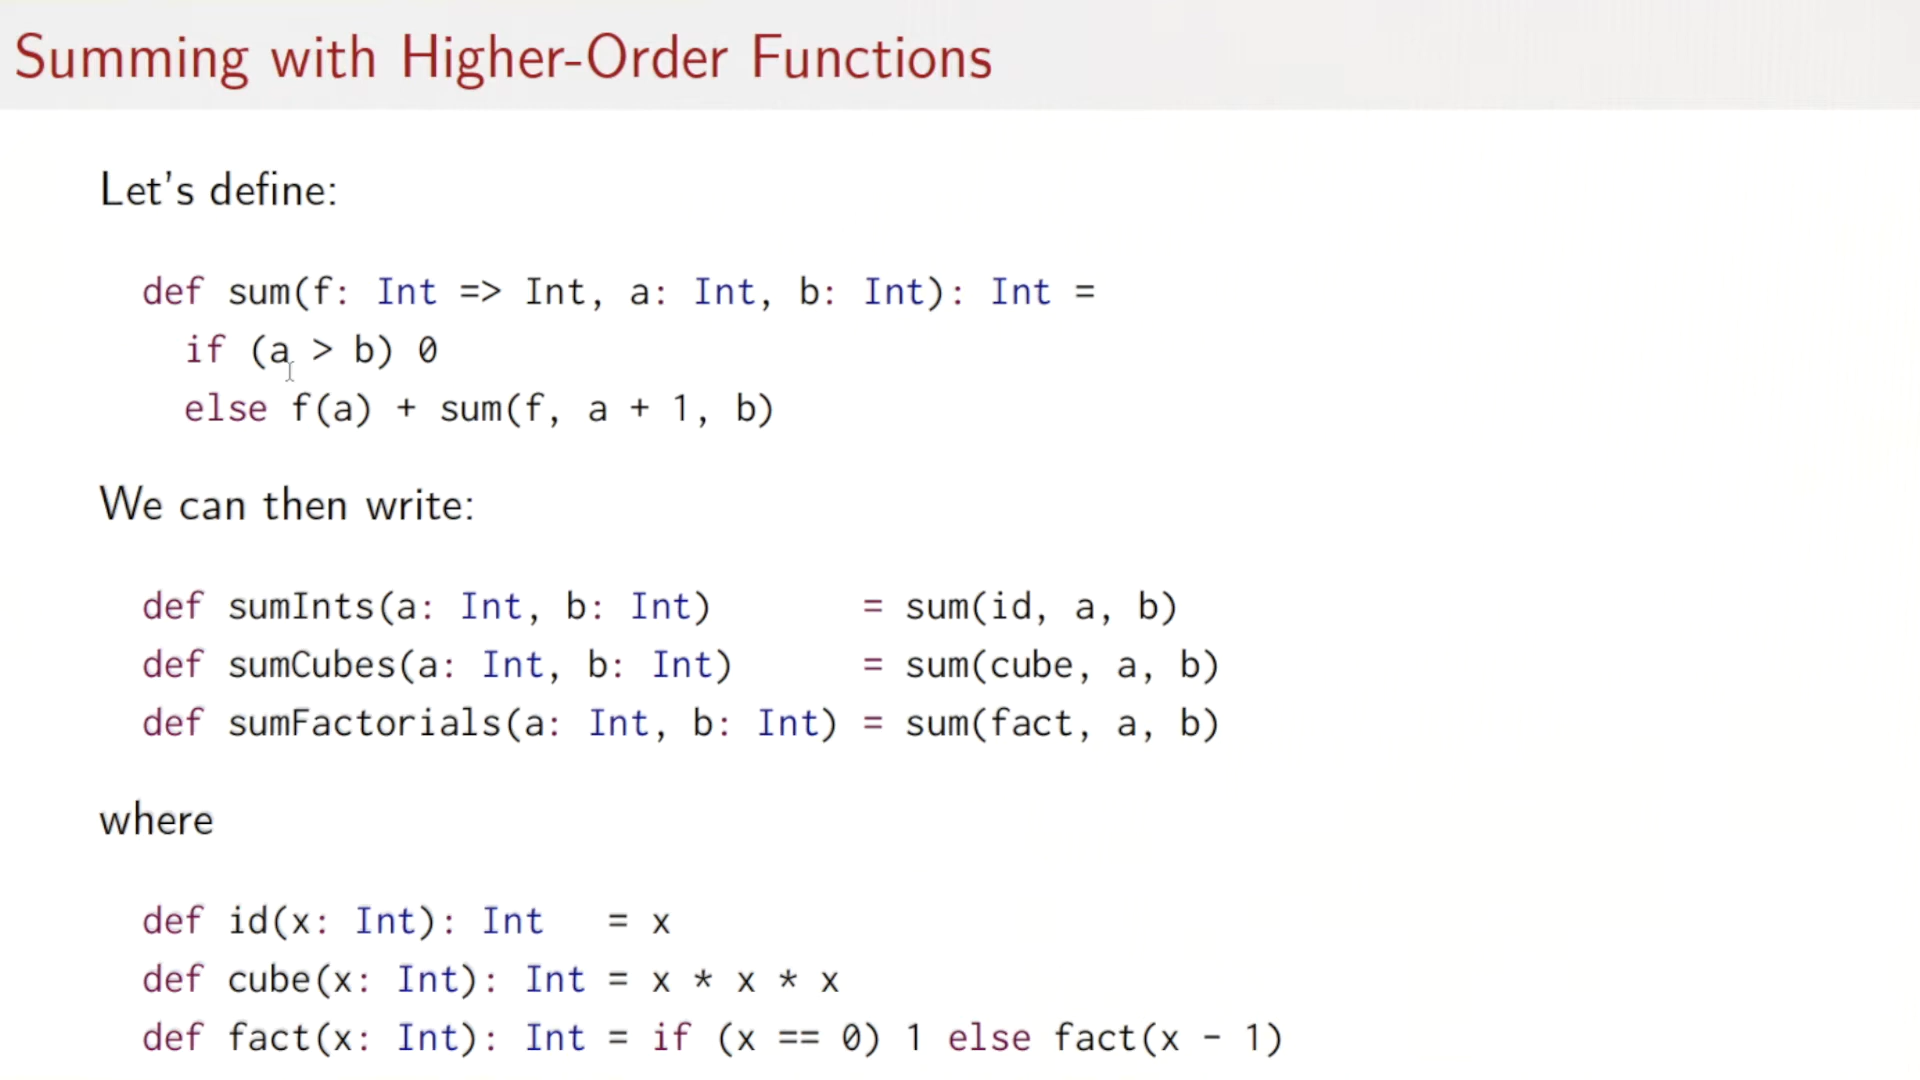 Summing with Higher-Order Functions
Let's define:
def sum(f: Int => Int, a: Int, b: Int): Int =
if (a > b) 0
else f(a) + sum(f, a + 1, b)
We can then write:
def sumInts(a: Int, b: Int) = sum(id, a, b)
def sumCubes(a: Int, b: Int) = sum(cube, a, b)
def sumFactorials(a: Int, b: Int) = sum(fact, a, b)
where
def id(x: Int): Int = x
def cube(x: Int): Int = x * x * x
def fact(x: Int): Int = if (x == 0) 1 else fact(x - 1)